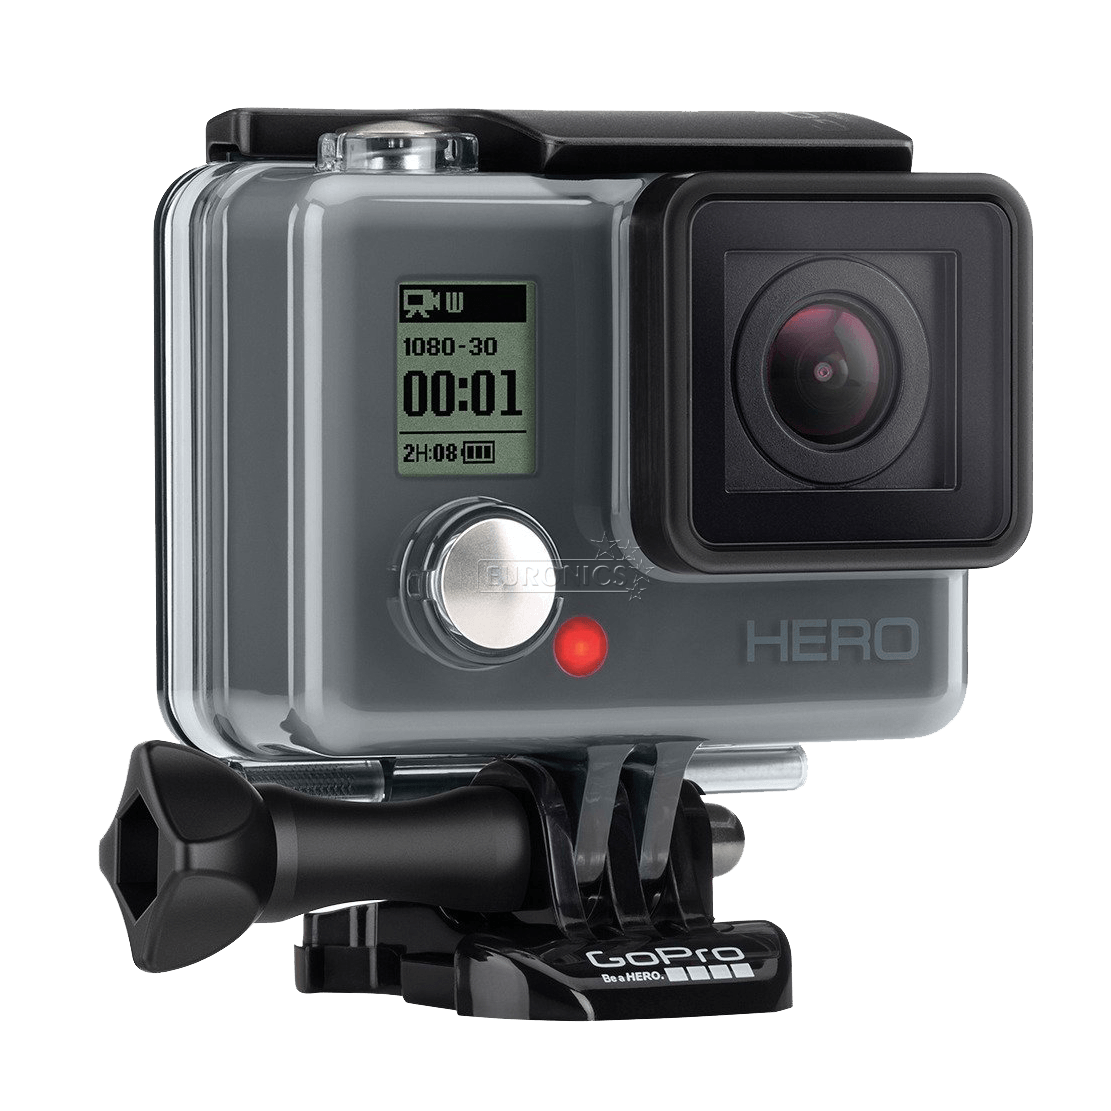 W
1080-30
00:01
2H:08
EURONICS
HERO
GoPro
Be a HERO.